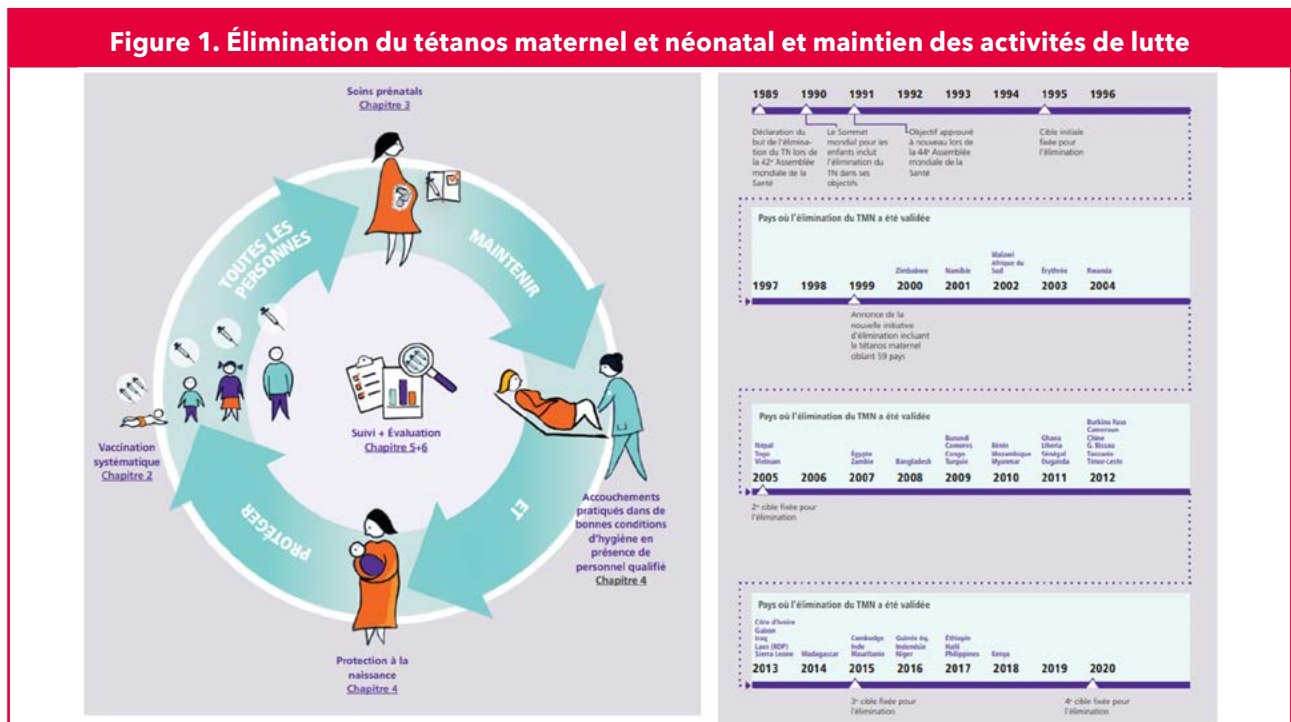 Figure 1. Élimination du tétanos maternel et néonatal et maintien des activités de lutte
Soins prénatals
Chapitre 3
TOUTES LES
PERSONNES
MAINTENIR
ET
PROTÉGER
Vaccination
systématique
Chapitre 2
Suivi + Évaluation
Chapitre 5+6
Accouchements
pratiqués dans de
bonnes conditions
d'hygiène en
présence de
personnel qualifié
Chapitre 4
Protection à la
naissance
Chapitre 4
1989 1990 1991 1992 1993 1994 1995 1996
Déclaration du
but de l'élimina-
tion du TN lors de
la 42e Assemblée
mondiale de la
Santé
Le Sommet
mondial pour les
enfants inclut
l'élimination du
TN dans ses
objectifs
Objectif approuvé
à nouveau lors de
la 44e Assemblée
mondiale de la
Santé
Cible initiale
fixée pour
l'élimination
Pays où l'élimination du TMN a été validée
Zimbabwe
Namibie
Malawi
Afrique du
Sud
Érythrée
Rwanda
1997 1998 1999 2000 2001 2002 2003 2004
Annonce de la
nouvelle initiative
d'élimination incluant
le tétanos maternel
ciblant 59 pays
Pays où l'élimination du TMN a été validée
Népal
Togo
Vietnam
Égypte
Zambie
Bangladesh
Burundi
Comores
Congo
Turquie
Bénin
Mozambique
Myanmar
Ghana
Liberia
Sénégal
Ouganda
Burkina Faso
Cameroun
Chine
G. Bissau
Tanzanie
Timor-Leste
2005 2006 2007 2008 2009 2010 2011 2012
2e cible fixée pour
l'élimination
Pays où l'élimination du TMN a été validée
Côte d'Ivoire
Gabon
Iraq
Laos (RDP)
Sierra Leone
Madagascar
Cambodge
Inde
Mauritanie
Guinée éq.
Indonésie
Niger
Éthiopie
Haïti
Philippines
Kenya
2013 2014 2015 2016 2017 2018 2019 2020
3e cible fixée pour
l'élimination
4e cible fixée pour
l'élimination